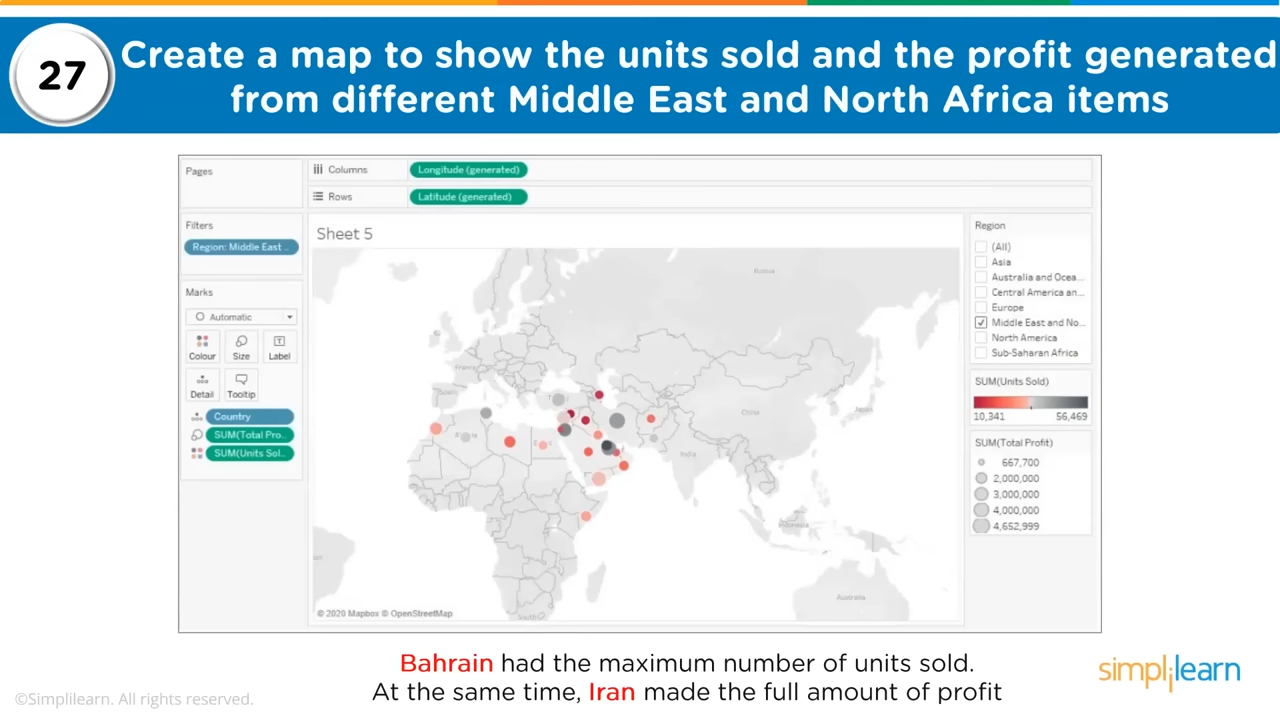 27
Create a map to show the units sold and the profit generated
from different Middle East and North Africa items
Pages
Columns
Longitude (generated)
Rows
Latitude (generated)
Filters
Region: Middle East ..
Sheet 5
Marks
Automatic
Colour
Size
Label
Detail
Tooltip
Country
SUM(Total Pro..
SUM(Units Sol..
Russia
France
China
Japan
India
Indonesia
Australia
© 2020 Mapbox © OpenStreetMap
Region
(All)
Asia
Australia and Ocea...
Central America an...
Europe
Middle East and No...
North America
Sub-Saharan Africa
SUM(Units Sold)
10,341 56,469
SUM(Total Profit)
667,700
2,000,000
3,000,000
4,000,000
4,652,999
Bahrain had the maximum number of units sold.
At the same time, Iran made the full amount of profit
©Simplilearn. All rights reserved.
simplilearn